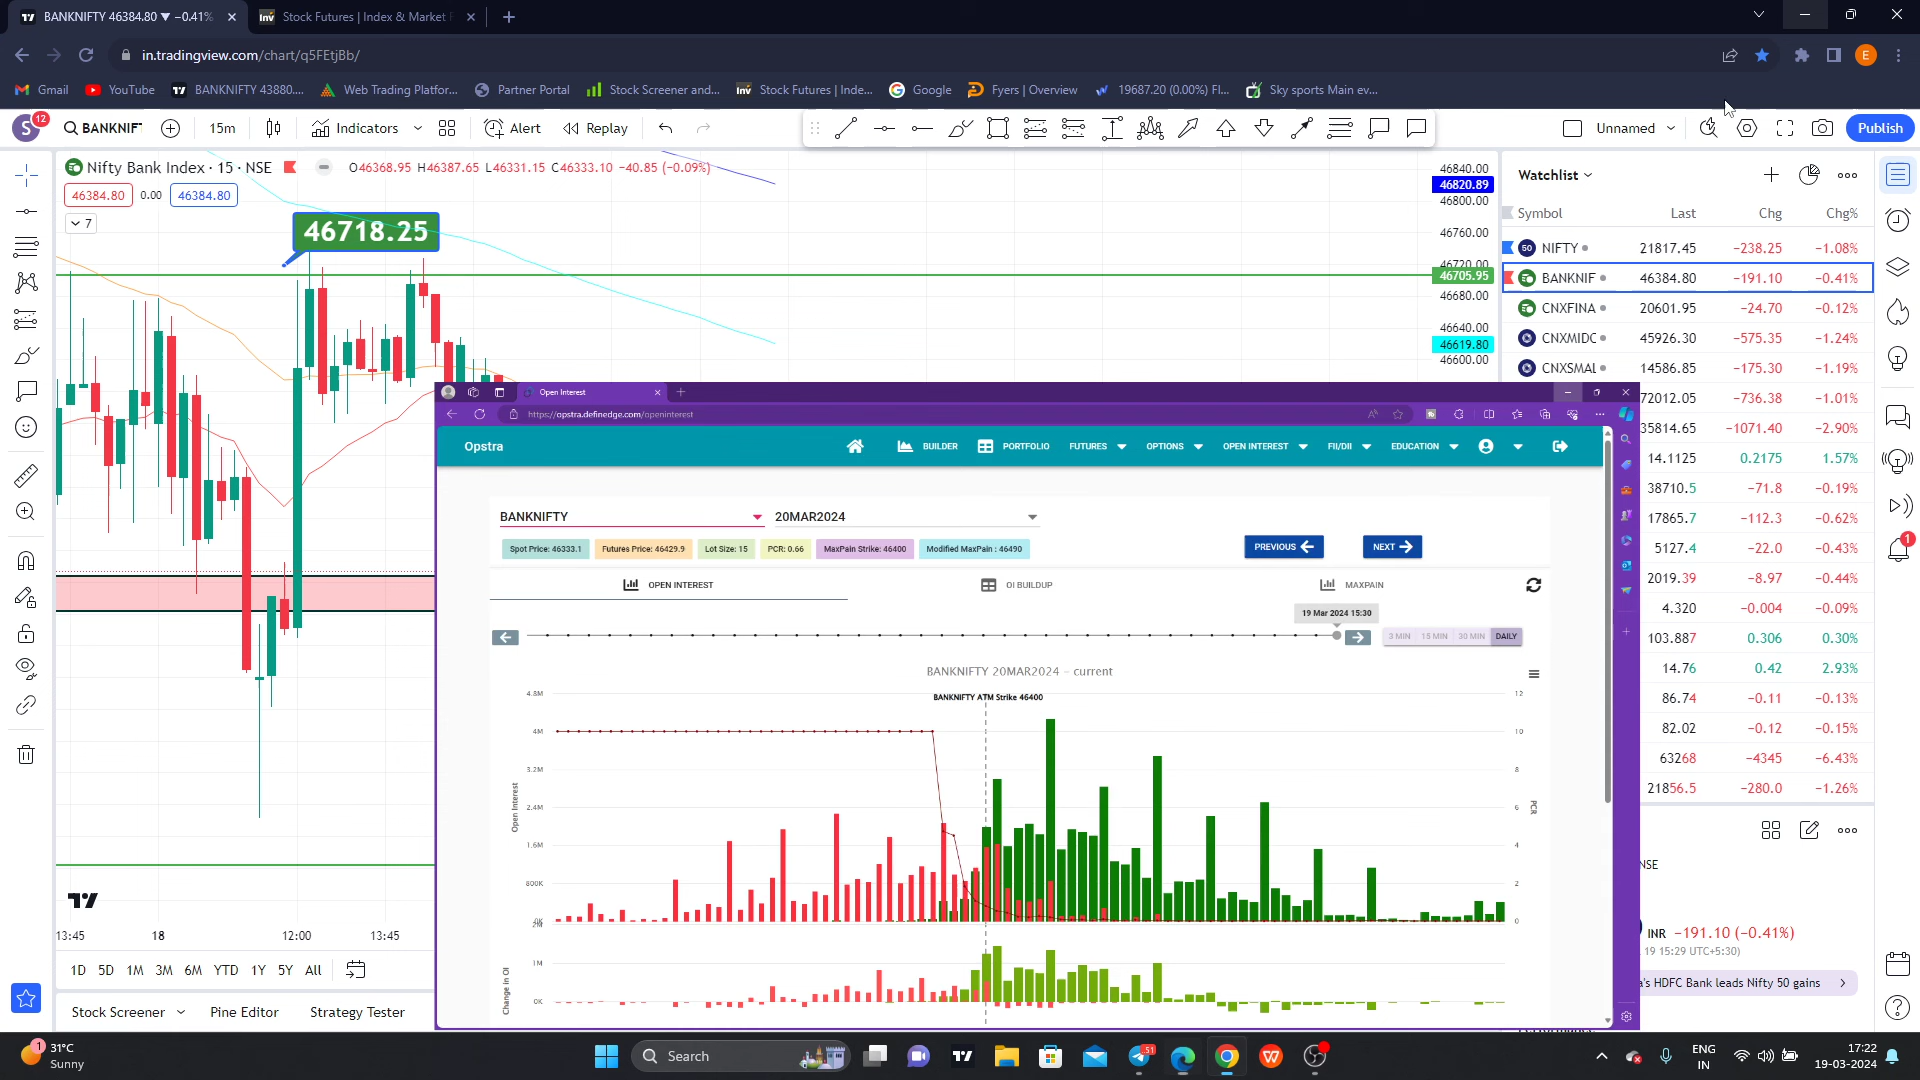 BANKNIFTY 46384.80 ▼ −0.41%
Stock Futures | Index & Market
in.tradingview.com/chart/q5FEtjBb/
Gmail
YouTube
BANKNIFTY 43880....
Web Trading Platfor...
Partner Portal
Stock Screener and...
Stock Futures | Inde...
Google
Fyers | Overview
19687.20 (0.00%) Fl...
Sky sports Main ev...
S 12
BANKNIF
15m
Indicators
Alert
Replay
Unnamed
Publish
Nifty Bank Index · 15 · NSE
O46368.95 H46387.65 L46331.15 C46333.10 −40.85 (−0.09%)
46384.80 0.00 46384.80
7
46718.25
46840.00
46820.89
46800.00
46760.00
46720.00
46705.95
46680.00
46640.00
46619.80
46600.00
Watchlist
Symbol Last Chg Chg%
NIFTY 21817.45 −238.25 −1.08%
BANKNIF 46384.80 −191.10 −0.41%
CNXFINA 20601.95 −24.70 −0.12%
CNXMIDC 45926.30 −575.35 −1.24%
CNXSMAL 14586.85 −175.30 −1.19%
72012.05 −736.38 −1.01%
35814.65 −1071.40 −2.90%
14.1125 0.2175 1.57%
38710.5 −71.8 −0.19%
17865.7 −112.3 −0.62%
5127.4 −22.0 −0.43%
2019.39 −8.97 −0.44%
4.320 −0.004 −0.09%
103.887 0.306 0.30%
14.76 0.42 2.93%
86.74 −0.11 −0.13%
82.02 −0.12 −0.15%
63268 −4345 −6.43%
21856.5 −280.0 −1.26%
NSE
INR −191.10 (−0.41%)
19 15:29 UTC+5:30)
's HDFC Bank leads Nifty 50 gains
Open Interest
https://opstra.definedge.com/openinterest
Opstra
BUILDER
PORTFOLIO
FUTURES
OPTIONS
OPEN INTEREST
FII/DII
EDUCATION
BANKNIFTY
20MAR2024
Spot Price: 46333.1
Futures Price: 46429.9
Lot Size: 15
PCR: 0.66
MaxPain Strike: 46400
Modified MaxPain : 46490
PREVIOUS
NEXT
OPEN INTEREST
OI BUILDUP
MAXPAIN
19 Mar 2024 15:30
3 MIN 15 MIN 30 MIN DAILY
BANKNIFTY 20MAR2024 – current
BANKNIFTY ATM Strike 46400
4.8M
4M
3.2M
2.4M
1.6M
800K
0K
2M
1M
0K
12
10
8
6
4
2
0
Open Interest
PCR
Change in OI
13:45 18 12:00 13:45
1D 5D 1M 3M 6M YTD 1Y 5Y All
Stock Screener
Pine Editor
Strategy Tester
1
31°C
Sunny
Search
51
ENG
IN
17:22
19-03-2024